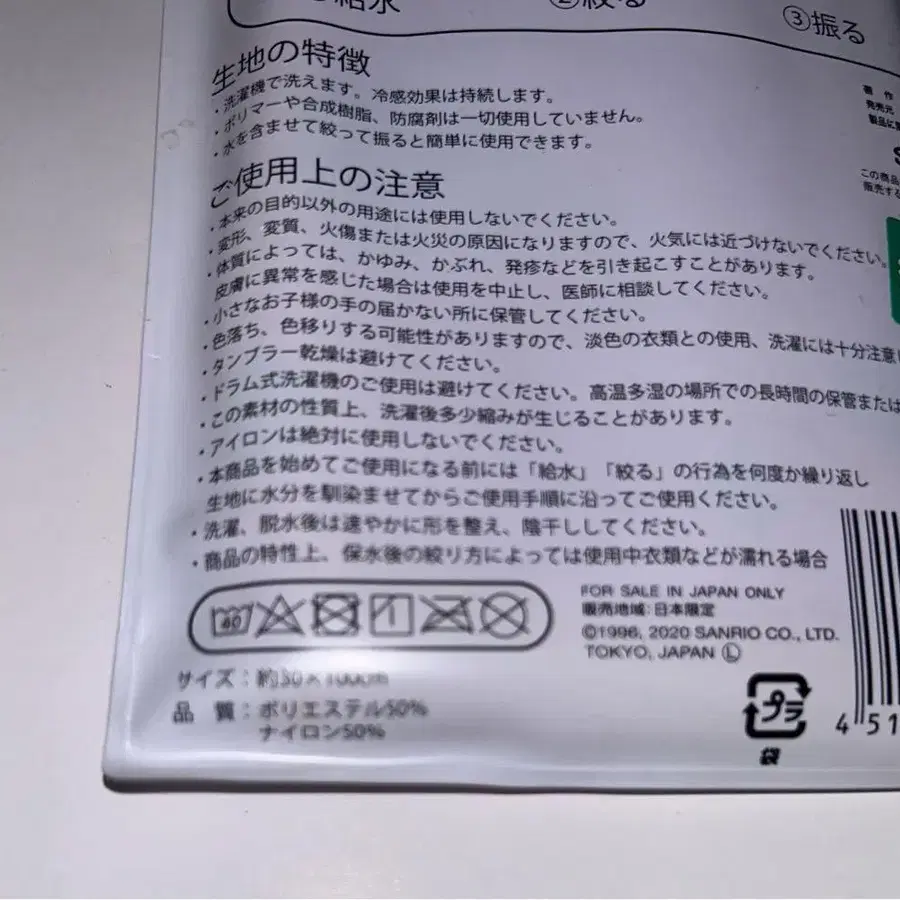 給水
②絞る
③振る
生地の特徴
・洗濯機で洗えます。冷感効果は持続します。
・ポリマーや合成樹脂、防腐剤は一切使用していません。
・水を含ませて絞って振ると簡単に使用できます。
ご使用上の注意
・本来の目的以外の用途には使用しないでください。
・変形、変質、火傷または火災の原因になりますので、火気には近づけないでください。
・体質によっては、かゆみ、かぶれ、発疹などを引き起こすことがあります。
皮膚に異常を感じた場合は使用を中止し、医師に相談してください。
・小さなお子様の手の届かない所に保管してください。
・色落ち、色移りする可能性がありますので、淡色の衣類との使用、洗濯には十分注意
・タンブラー乾燥は避けてください。
・ドラム式洗濯機のご使用は避けてください。高温多湿の場所での長時間の保管または
・この素材の性質上、洗濯後多少縮みが生じることがあります。
・アイロンは絶対に使用しないでください。
・本商品を始めてご使用になる前には「給水」「絞る」の行為を何度か繰り返し
生地に水分を馴染ませてからご使用手順に沿ってご使用ください。
・洗濯、脱水後は速やかに形を整え、陰干ししてください。
・商品の特性上、保水後の絞り方によっては使用中衣類などが濡れる場合
40
サイズ：約30×100cm
品 質：ポリエステル50%
ナイロン50%
FOR SALE IN JAPAN ONLY
販売地域：日本限定
©1996, 2020 SANRIO CO., LTD.
TOKYO, JAPAN Ⓛ
プラ
袋
著 作
発売元
製品に
S
この商品
販売する
4 51